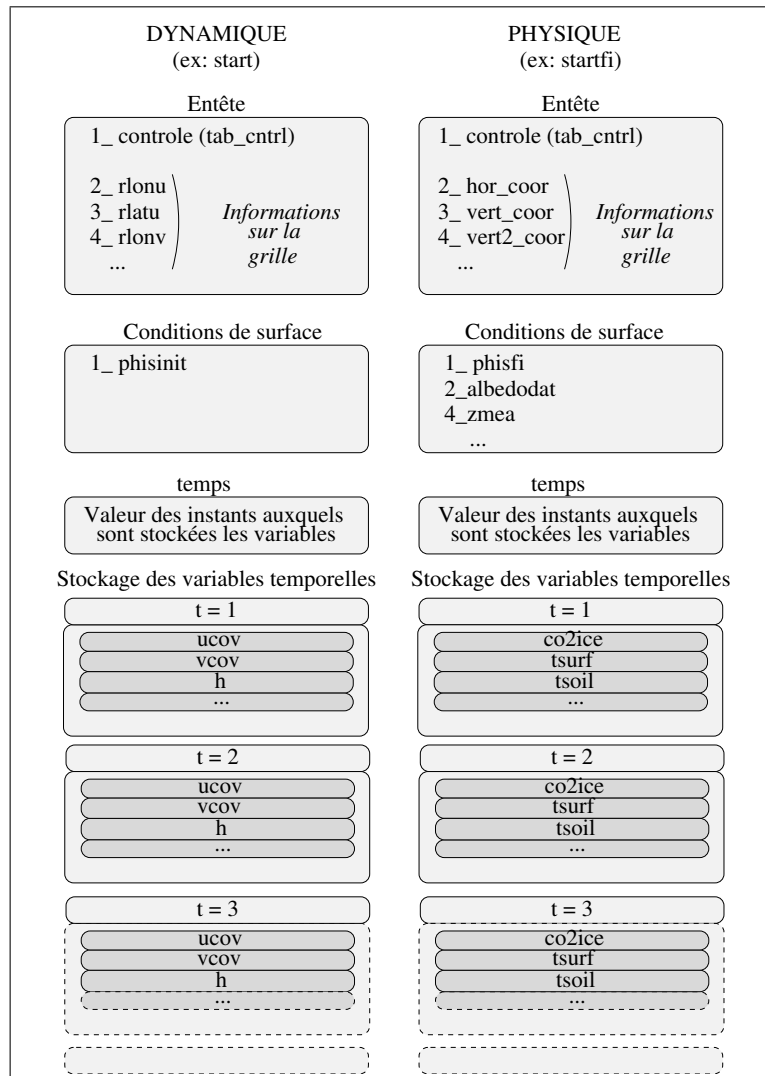 DYNAMIQUE
(ex: start)
Entête
1_ controle (tab_cntrl)
2_ rlonu
3_ rlatu
4_ rlonv
...
Informations
sur la
grille
Conditions de surface
1_ phisinit
temps
Valeur des instants auxquels
sont stockées les variables
Stockage des variables temporelles
t = 1
ucov
vcov
h
...
t = 2
ucov
vcov
h
...
t = 3
ucov
vcov
h
...
PHYSIQUE
(ex: startfi)
Entête
1_ controle (tab_cntrl)
2_ hor_coor
3_ vert_coor
4_ vert2_coor
...
Informations
sur la
grille
Conditions de surface
1_ phisfi
2_albedodat
4_zmea
...
temps
Valeur des instants auxquels
sont stockées les variables
Stockage des variables temporelles
t = 1
co2ice
tsurf
tsoil
...
t = 2
co2ice
tsurf
tsoil
...
t = 3
co2ice
tsurf
tsoil
...